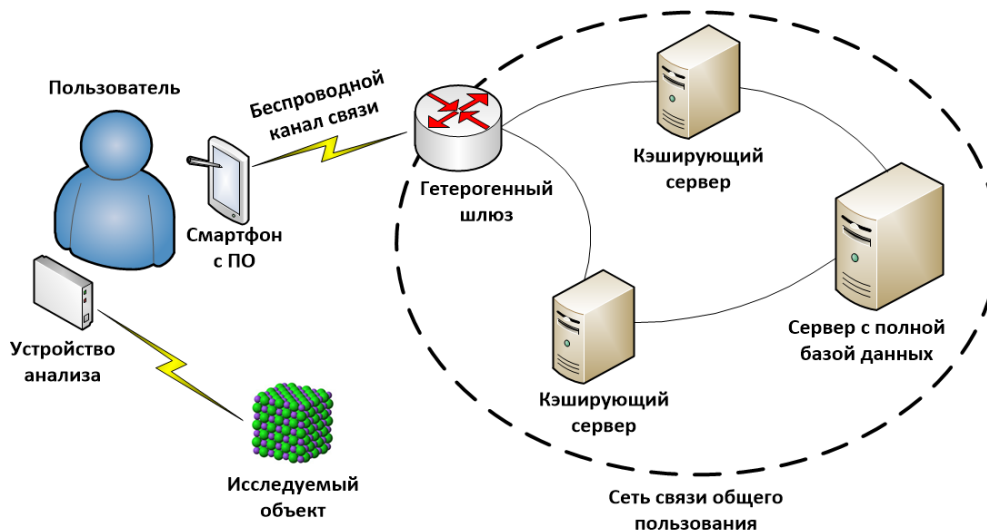 Пользователь
Беспроводной
канал связи
Смартфон
с ПО
Гетерогенный
шлюз
Кэширующий
сервер
Сервер с полной
базой данных
Устройство
анализа
Кэширующий
сервер
Исследуемый
объект
Сеть связи общего
пользования